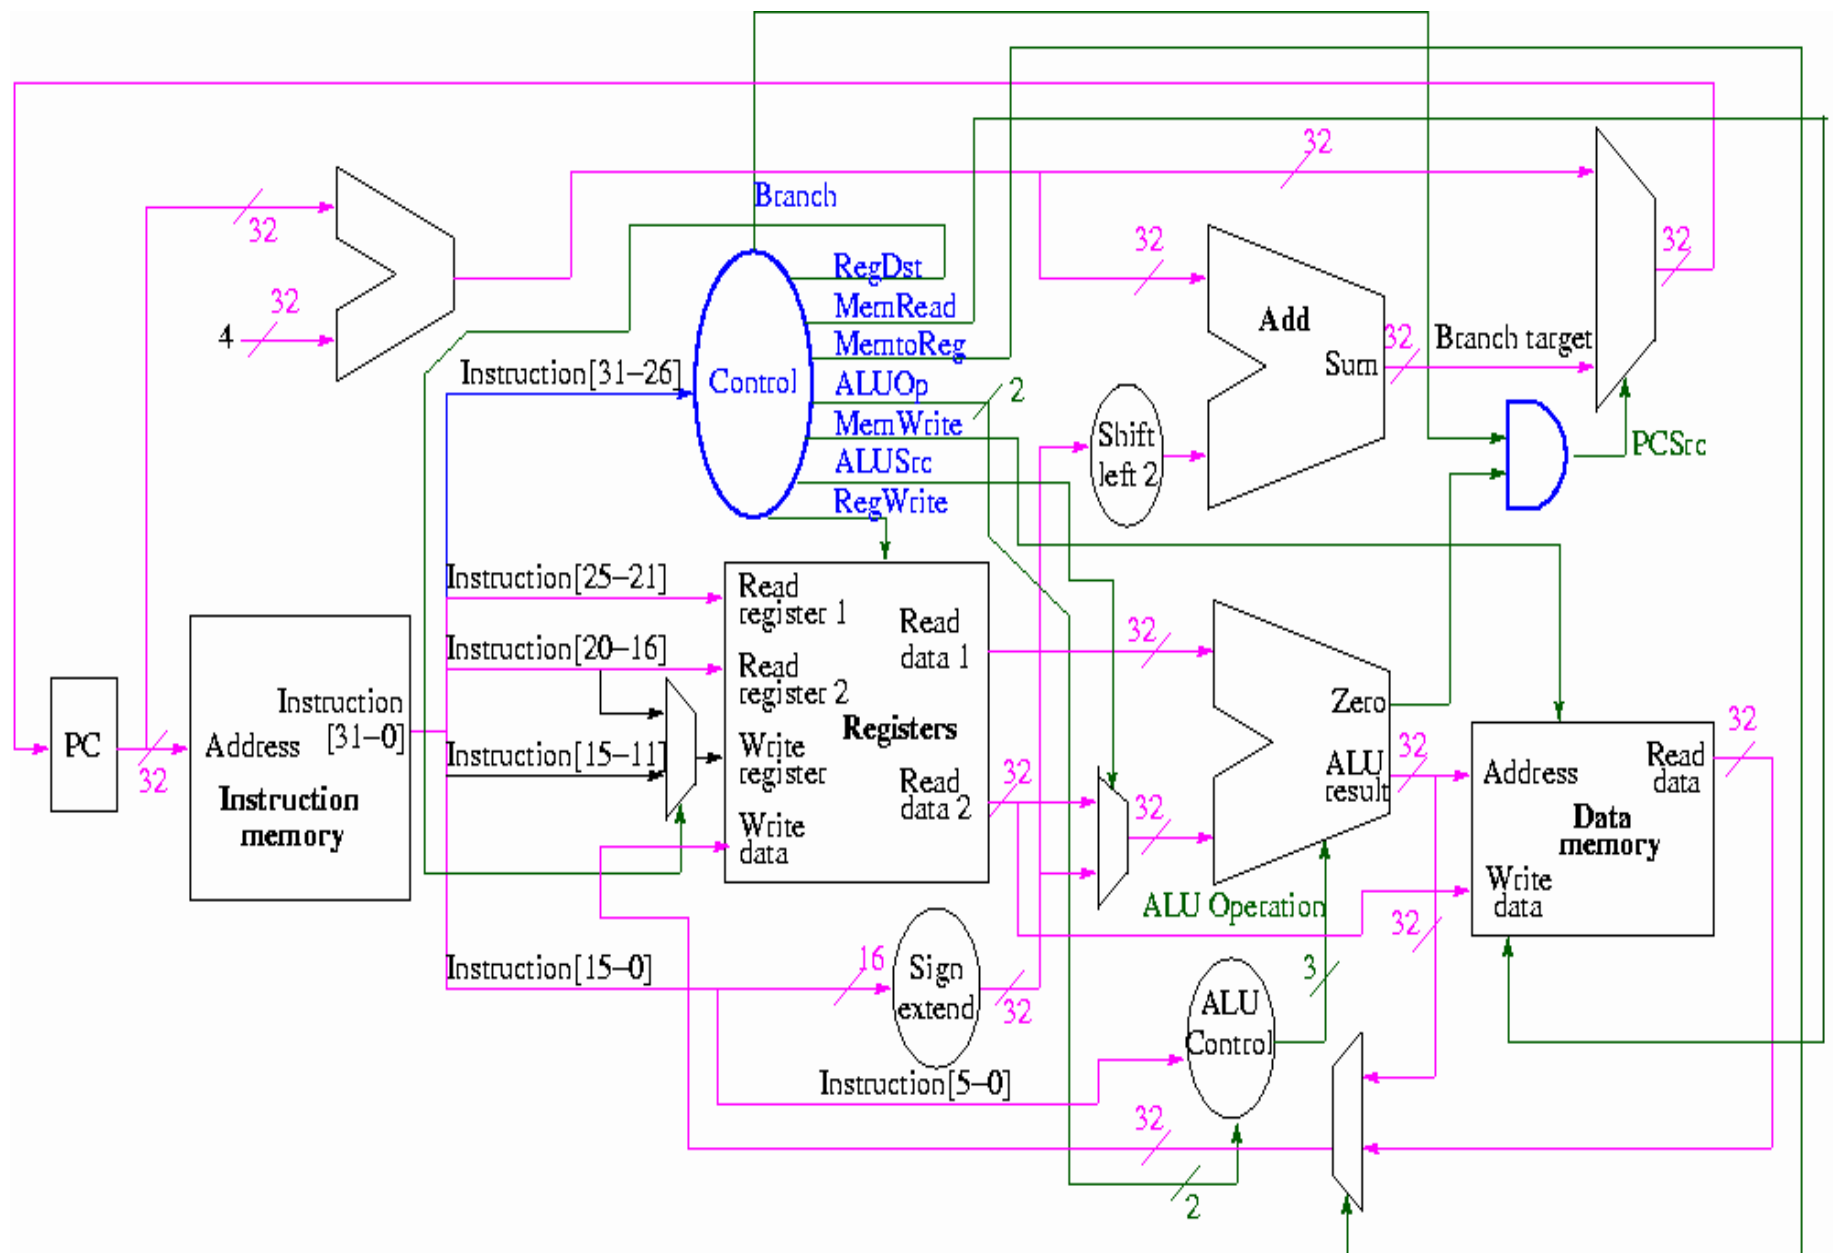 32
Branch
32
32
RegDst
32
32
MemRead
Add
4
MemtoReg
32
Branch target
Instruction[31–26]
Control
Sum
ALUOp
2
MemWrite
Shift
left 2
PCSrc
ALUSrc
RegWrite
Instruction[25–21]
Read
register 1
Read
data 1
32
Instruction[20–16]
Read
register 2
Zero
Instruction
[31–0]
Registers
32
PC
Address
Write
register
Instruction[15–11]
32
ALU
result
32
Address
Read
data
32
Read
data 2
32
Instruction
memory
Data
memory
Write
data
Write
data
ALU Operation
32
Instruction[15–0]
16
Sign
extend
32
3
ALU
Control
Instruction[5–0]
32
2